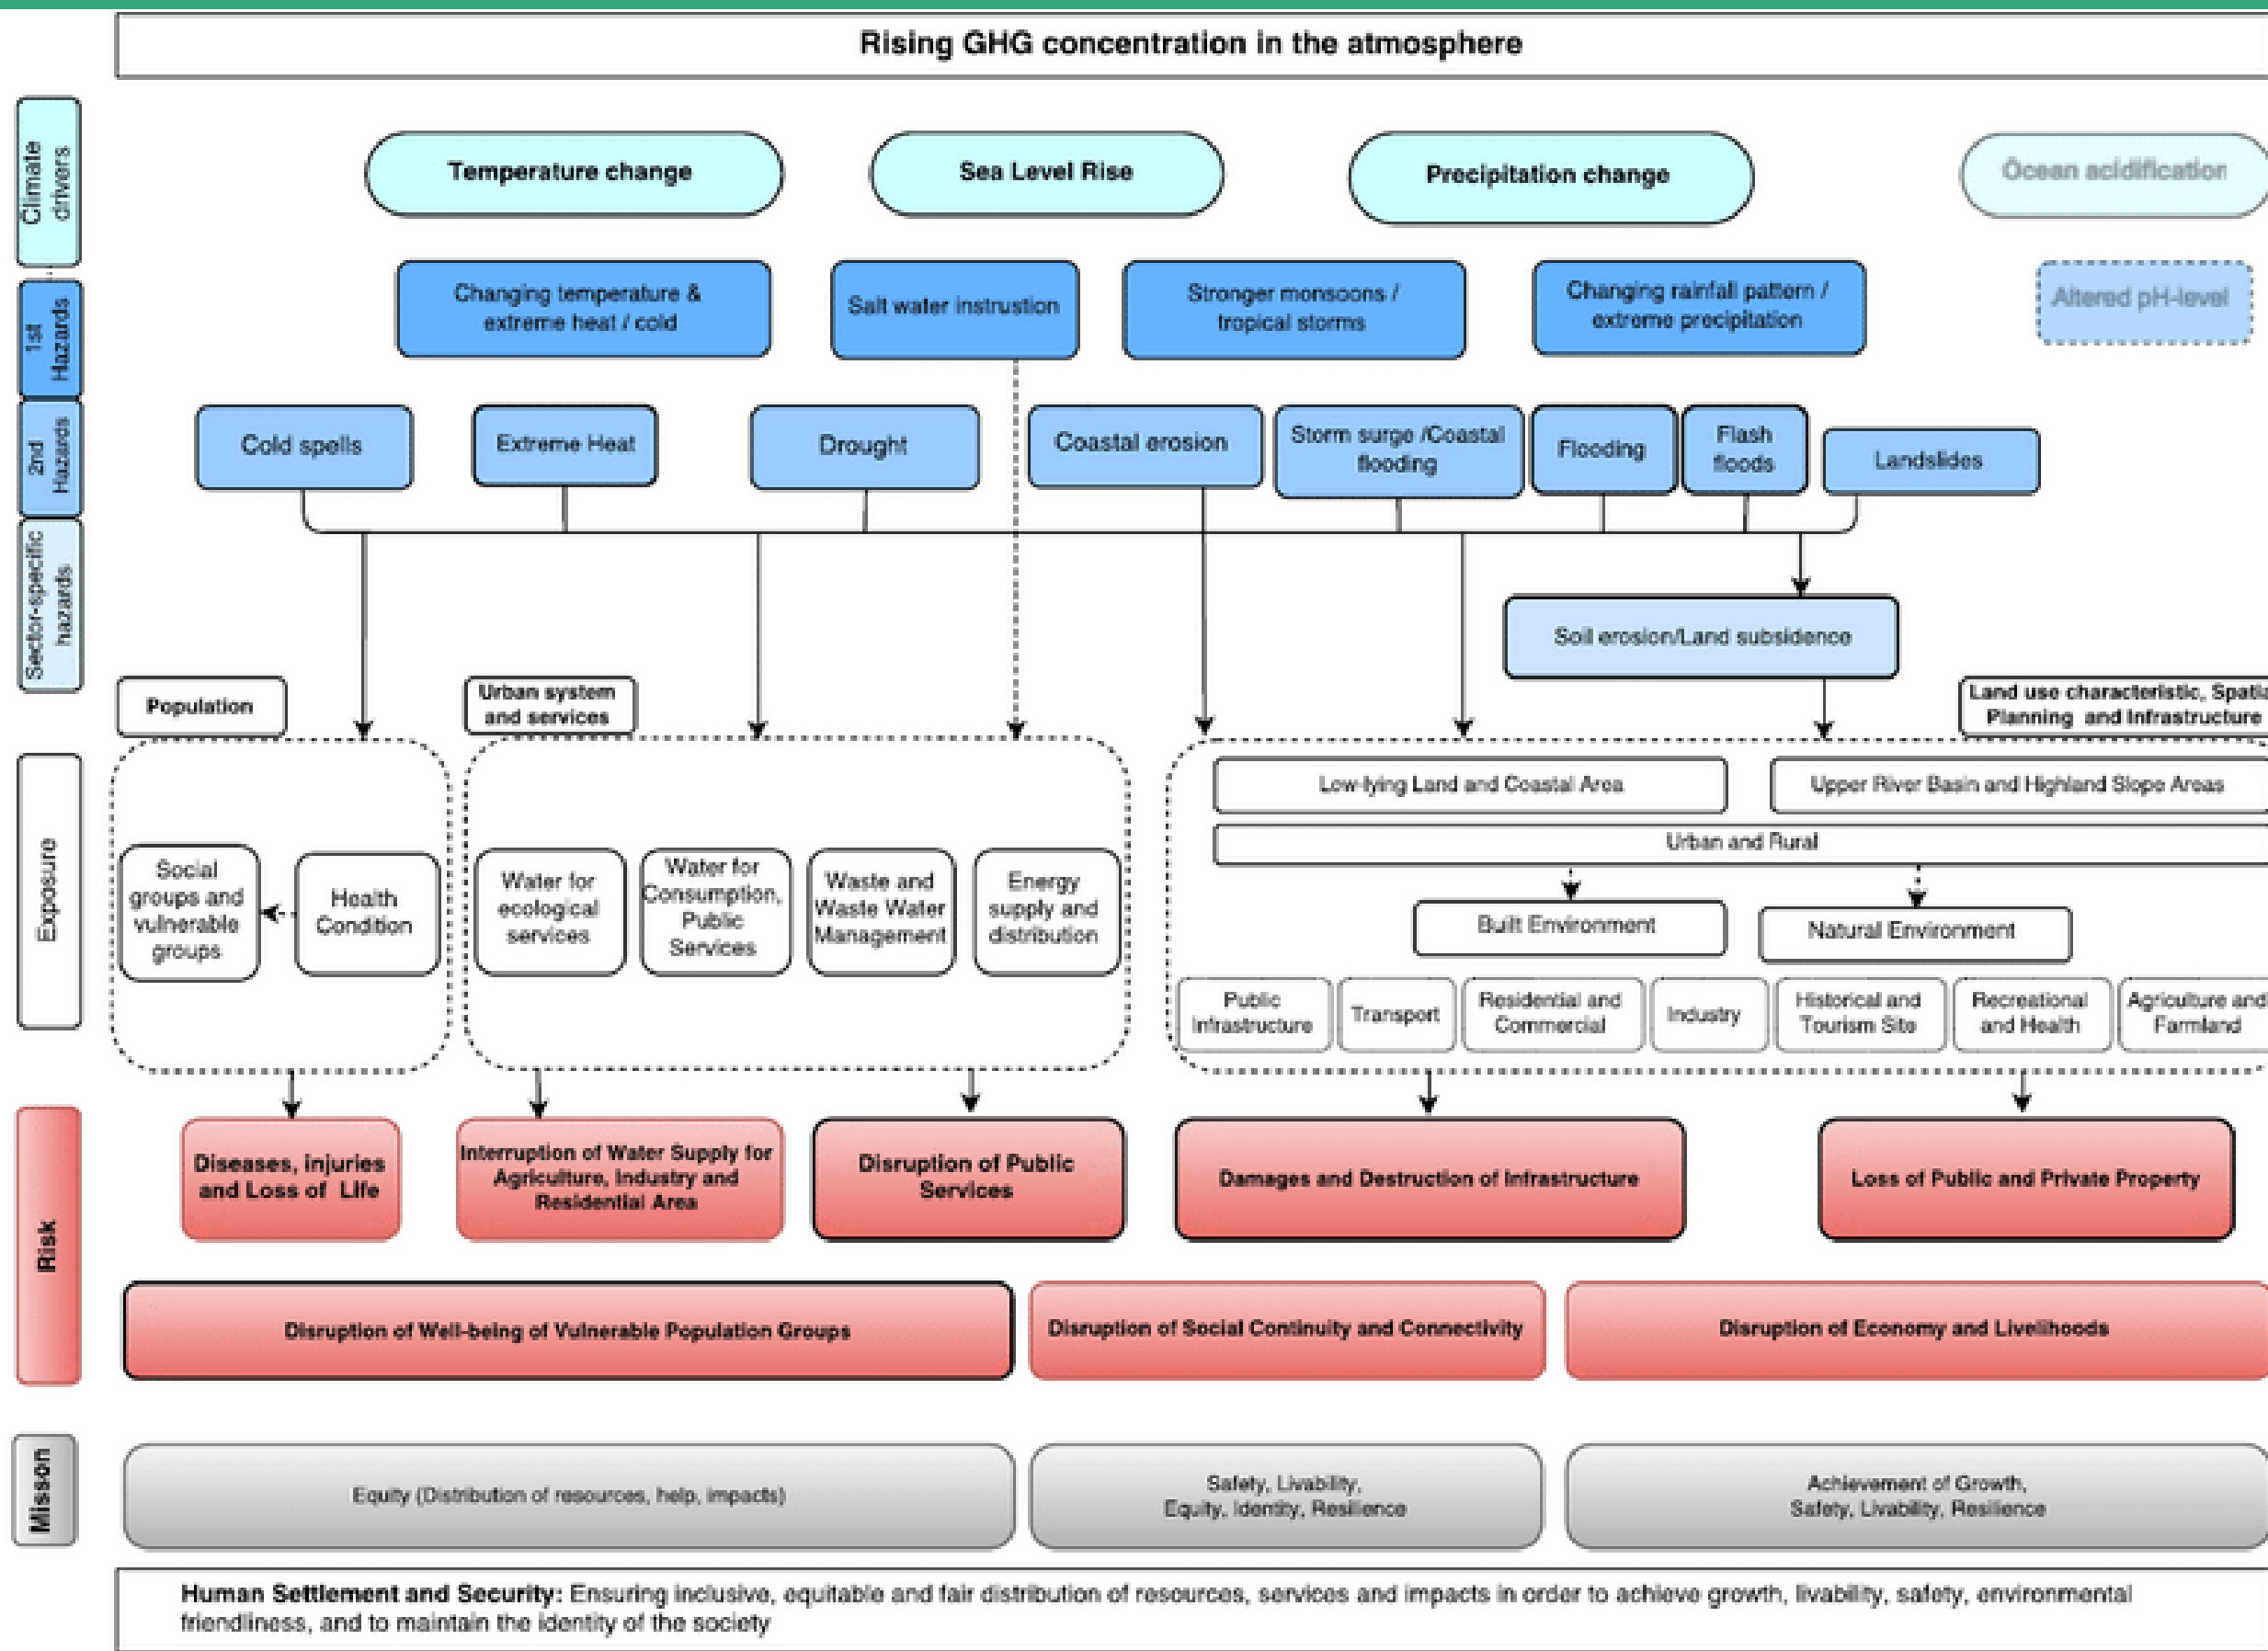 Rising GHG concentration in the atmosphere
Climate
drivers
Temperature change
Sea Level Rise
Precipitation change
Ocean acidification
1st
Hazards
Changing temperature &
extreme heat / cold
Salt water instrustion
Stronger monsoons /
tropical storms
Changing rainfall pattern /
extreme precipitation
Altered pH-level
2nd
Hazards
Cold spells
Extreme Heat
Drought
Coastal erosion
Storm surge /Coastal
flooding
Flooding
Flash
floods
Landslides
Sector-specific
hazards
Soil erosion/Land subsidence
Population
Urban system
and services
Land use characteristic, Spatia
Planning and Infrastructure
Exposure
Social
groups and
vulnerable
groups
Health
Condition
Water for
ecological
services
Water for
Consumption,
Public
Services
Waste and
Waste Water
Management
Energy
supply and
distribution
Low-lying Land and Coastal Area
Upper River Basin and Highland Slope Areas
Urban and Rural
Built Environment
Natural Environment
Public
Infrastructure
Transport
Residential and
Commercial
Industry
Historical and
Tourism Site
Recreational
and Health
Agriculture and
Farmland
Risk
Diseases, injuries
and Loss of Life
Interruption of Water Supply for
Agriculture, Industry and
Residential Area
Disruption of Public
Services
Damages and Destruction of Infrastructure
Loss of Public and Private Property
Disruption of Well-being of Vulnerable Population Groups
Disruption of Social Continuity and Connectivity
Disruption of Economy and Livelihoods
Misson
Equity (Distribution of resources, help, impacts)
Safety, Livability,
Equity, Identity, Resilience
Achievement of Growth,
Safety, Livability, Resilience
Human Settlement and Security: Ensuring inclusive, equitable and fair distribution of resources, services and impacts in order to achieve growth, livability, safety, environmental
friendliness, and to maintain the identity of the society